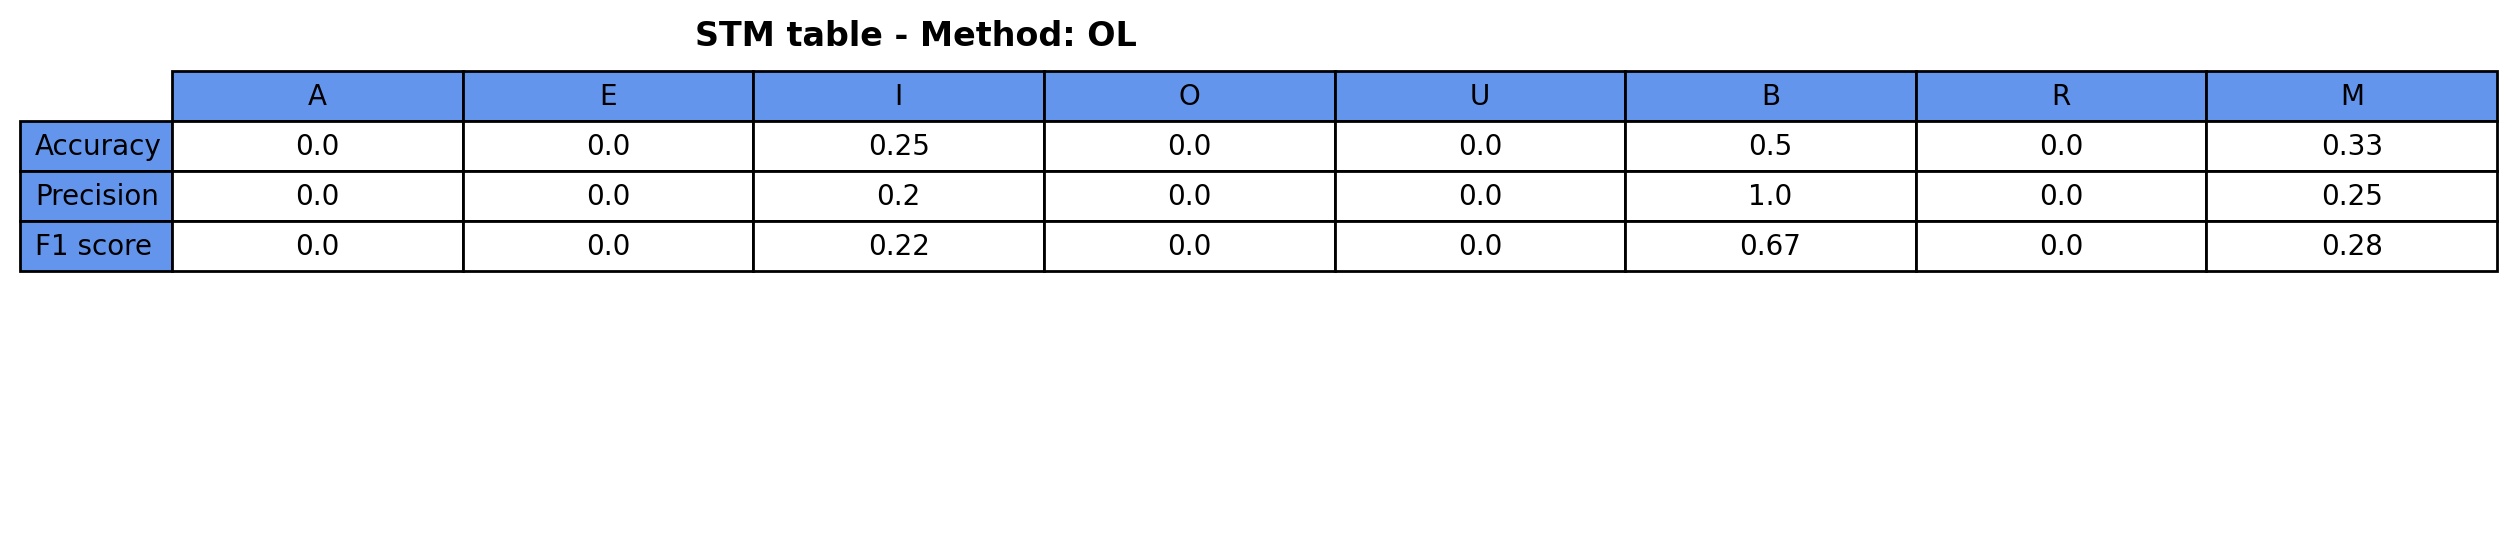 STM table - Method: OL
A E I O U B R M
Accuracy 0.0 0.0 0.25 0.0 0.0 0.5 0.0 0.33
Precision 0.0 0.0 0.2 0.0 0.0 1.0 0.0 0.25
F1 score 0.0 0.0 0.22 0.0 0.0 0.67 0.0 0.28